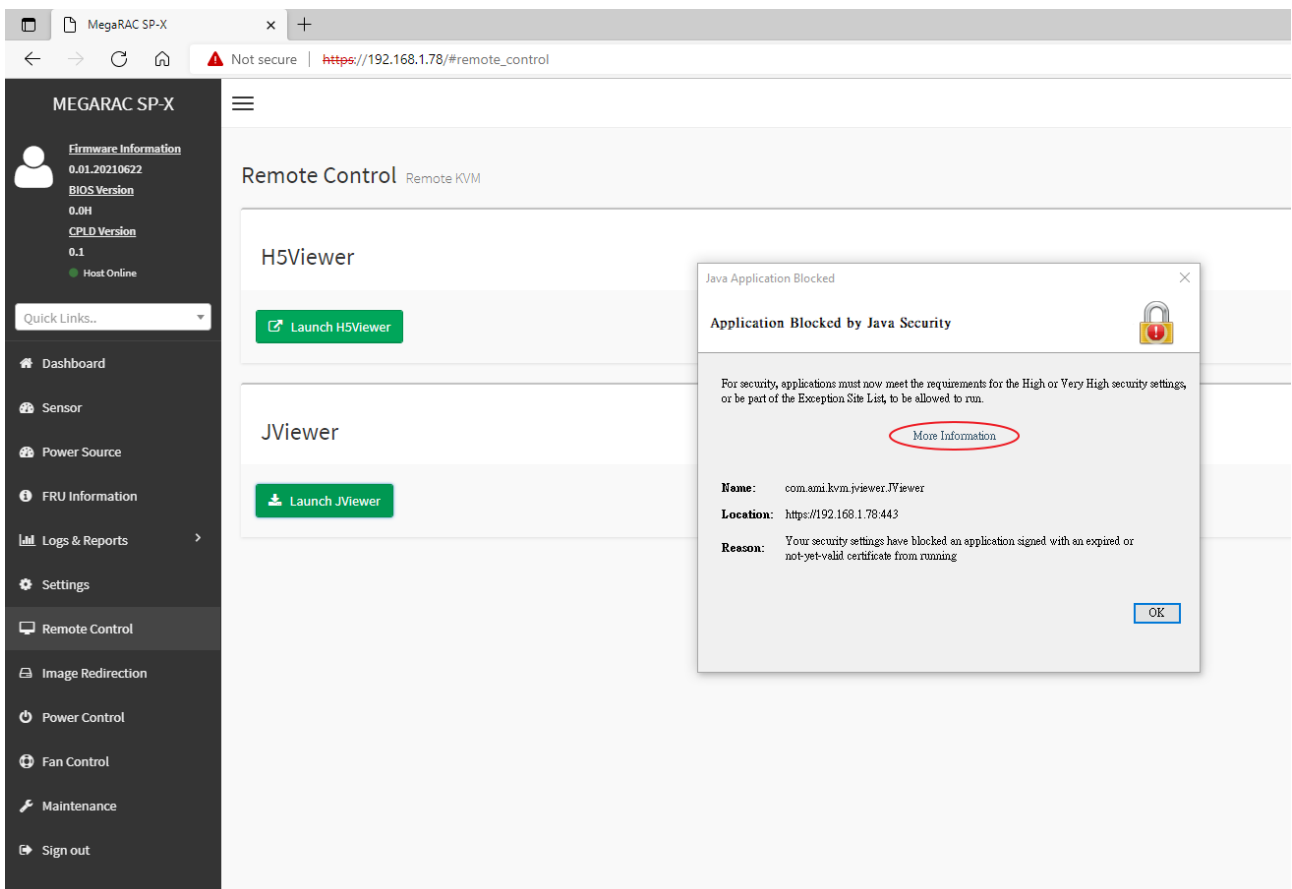 MegaRAC SP-X
Not secure | https://192.168.1.78/#remote_control
MEGARAC SP-X
Firmware Information
0.01.20210622
BIOS Version
0.0H
CPLD Version
0.1
Host Online
Quick Links..
Dashboard
Sensor
Power Source
FRU Information
Logs & Reports
Settings
Remote Control
Image Redirection
Power Control
Fan Control
Maintenance
Sign out
Remote Control Remote KVM
H5Viewer
Launch H5Viewer
JViewer
Launch JViewer
Java Application Blocked
Application Blocked by Java Security
For security, applications must now meet the requirements for the High or Very High security settings,
or be part of the Exception Site List, to be allowed to run.
More Information
Name: com.ami.kvm.jviewer.JViewer
Location: https://192.168.1.78:443
Reason: Your security settings have blocked an application signed with an expired or
not-yet-valid certificate from running
OK